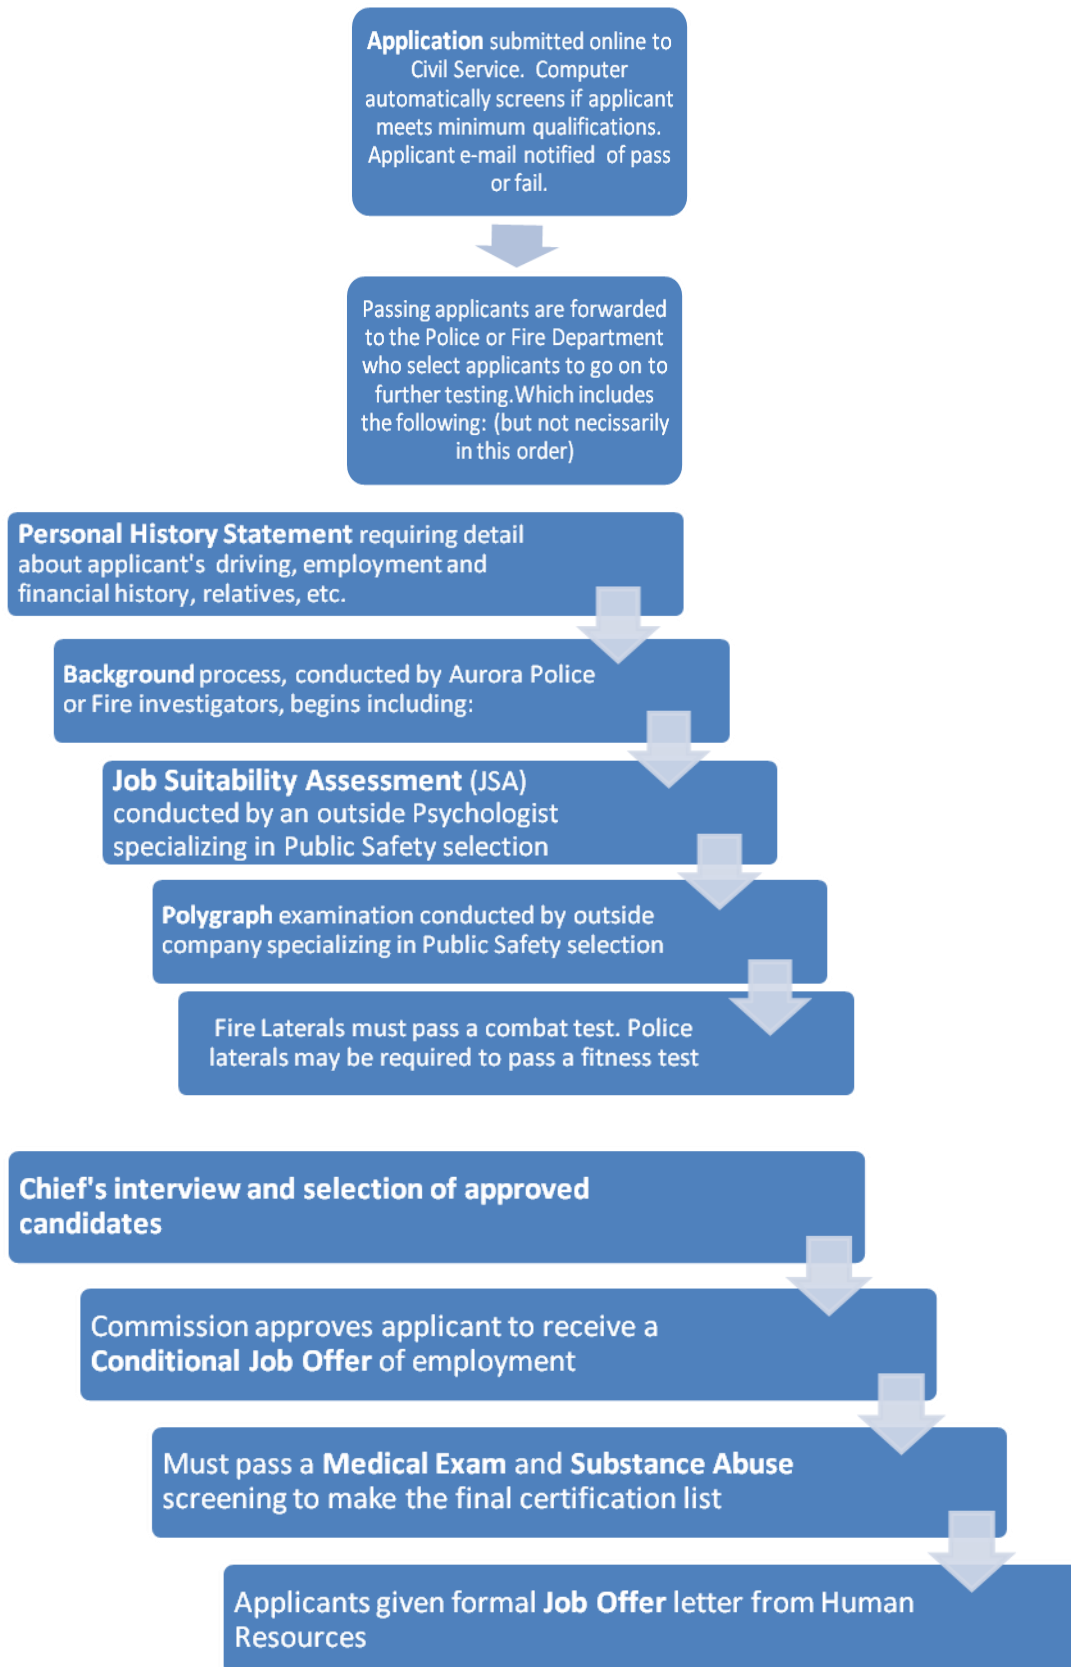 Application submitted online to
Civil Service.  Computer
automatically screens if applicant
meets minimum qualifications.
Applicant e-mail notified  of pass
or fail.
Passing applicants are forwarded
to the Police or Fire Department
who select applicants to go on to
further testing.Which includes
the following: (but not necissarily
in this order)
Personal History Statement requiring detail
about applicant's  driving, employment and
financial history, relatives, etc.
Background process, conducted by Aurora Police
or Fire investigators, begins including:
Job Suitability Assessment (JSA)
conducted by an outside Psychologist
specializing in Public Safety selection
Polygraph examination conducted by outside
company specializing in Public Safety selection
Fire Laterals must pass a combat test. Police
laterals may be required to pass a fitness test
Chief's interview and selection of approved
candidates
Commission approves applicant to receive a
Conditional Job Offer of employment
Must pass a Medical Exam and Substance Abuse
screening to make the final certification list
Applicants given formal Job Offer letter from Human
Resources